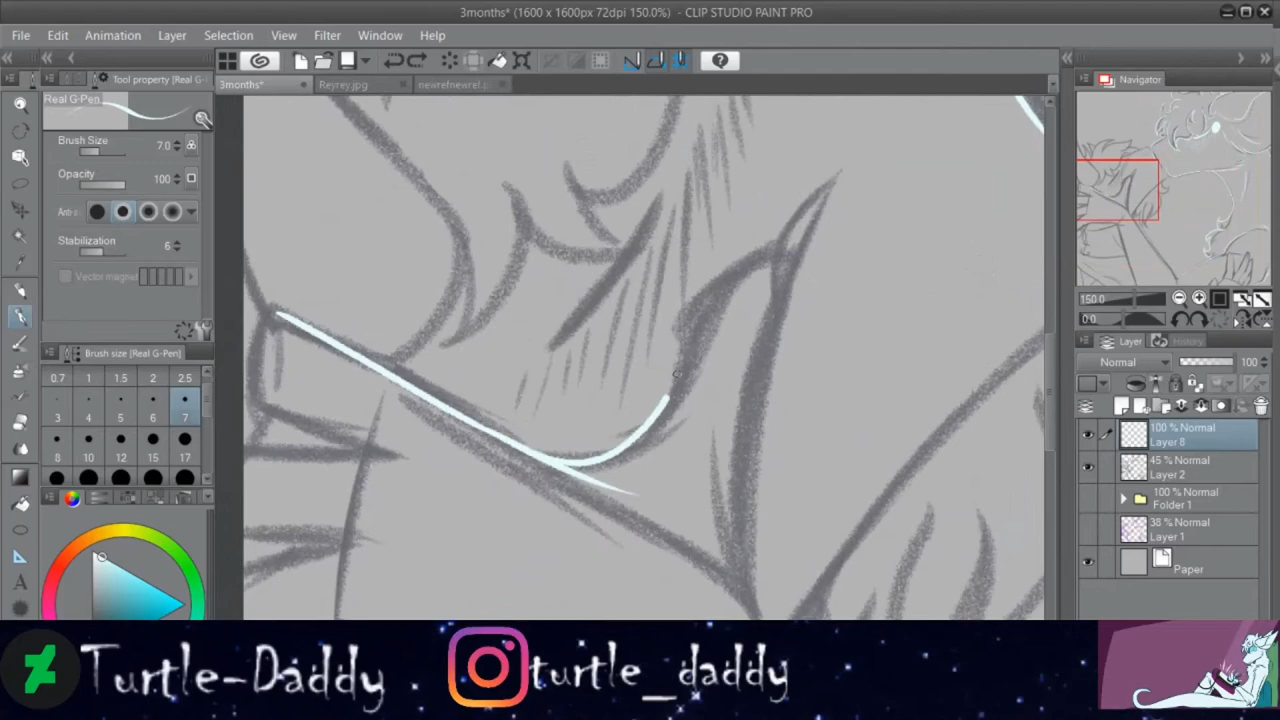 3months* (1600 x 1600px 72dpi 150.0%) - CLIP STUDIO PAINT PRO
File Edit Animation Layer Selection View Filter Window Help
Tool property [Real G-
3months* Reyrey.jpg newrefnewrel.p
Navigator
Real G-Pen
Brush Size 7.0
Opacity 100
Stabilization 6
Vector magnet
150.0
0.0
Brush size [Real G-Pen]
Layer History
Normal 100
0.7 1 1.5 2 2.5
3 4 5 6 7
8 10 12 15 17
100 % Normal
Layer 8
45 % Normal
Layer 2
100 % Normal
Folder 1
38 % Normal
Layer 1
Paper
A
Turtle-Daddy turtle_daddy